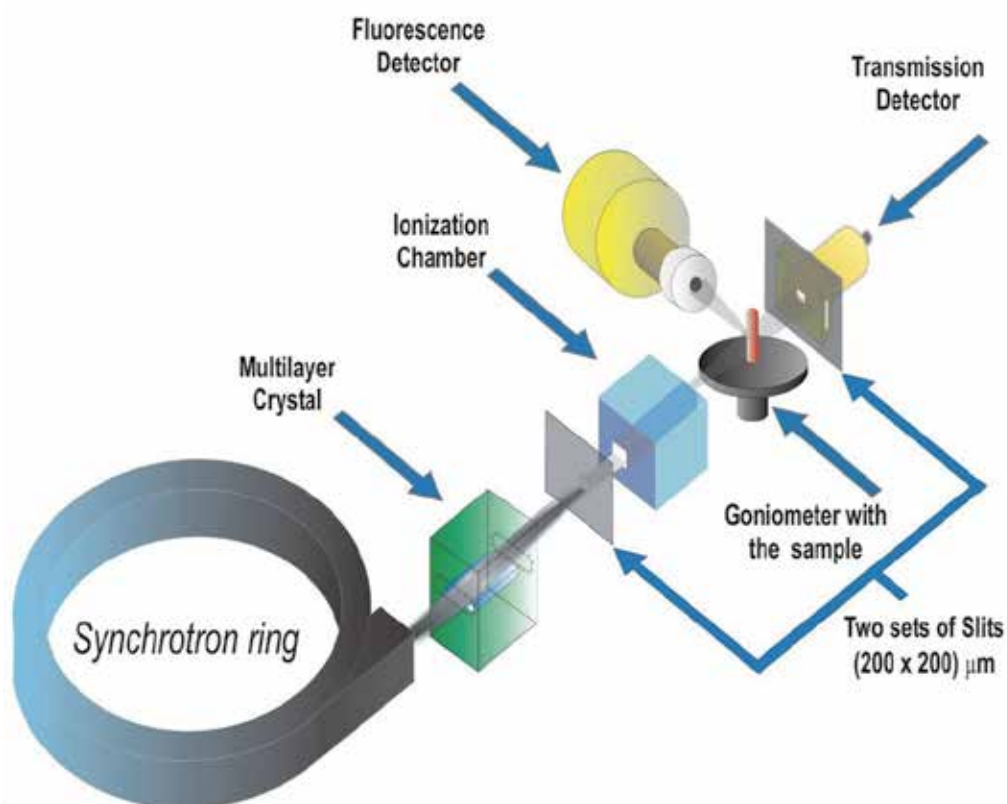 Fluorescence
Detector
Transmission
Detector
Ionization
Chamber
Multilayer
Crystal
Goniometer with
the sample
Synchrotron ring
Two sets of Slits
(200 x 200) μm